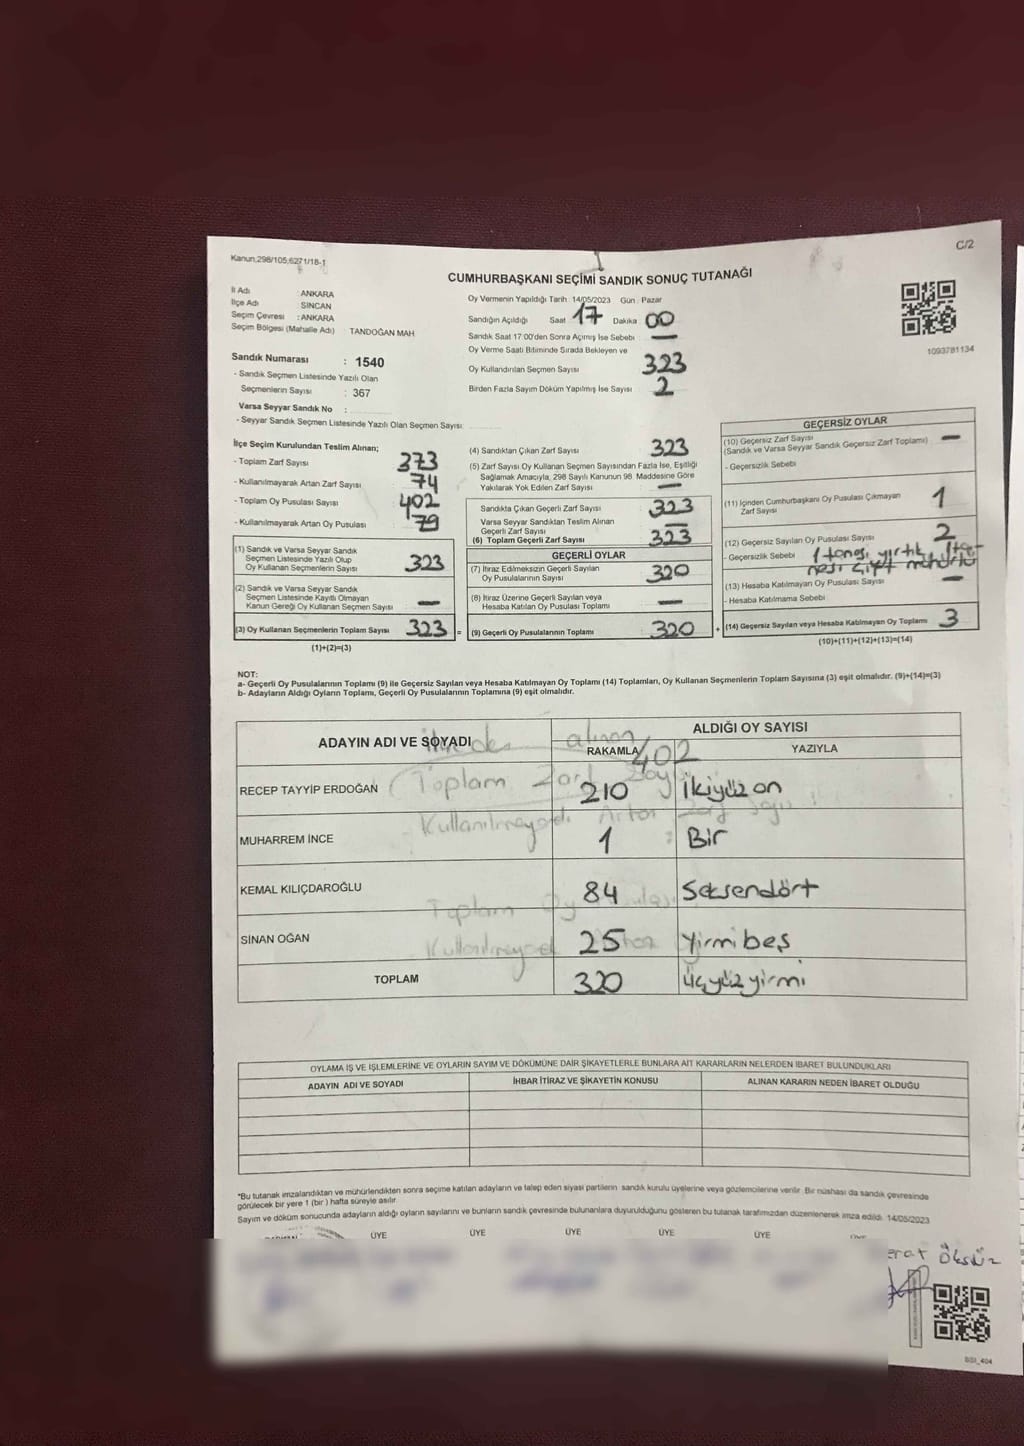 C/2
Kanun,298/105,6271/18-1
CUMHURBAŞKANI SEÇİMİ SANDIK SONUÇ TUTANAĞI
İl Adı : ANKARA
İlçe Adı SİNCAN
Seçim Çevresi : ANKARA
Seçim Bölgesi (Mahalle Adı) : TANDOĞAN MAH
Sandık Numarası : 1540
- Sandık Seçmen Listesinde Yazılı Olan
Seçmenlerin Sayısı : 367
Varsa Seyyar Sandık No :
- Seyyar Sandık Seçmen Listesinde Yazılı Olan Seçmen Sayısı
Oy Vermenin Yapıldığı Tarih 14/05/2023 Gün : Pazar
Sandığın Açıldığı Saat 17 Dakika 00
Sandık Saat 17:00'den Sonra Açımış İse Sebebi : —
Oy Verme Saati Bitiminde Sırada Bekleyen ve
Oy Kullandırılan Seçmen Sayısı 323
Birden Fazla Sayım Döküm Yapılmış İse Sayısı 2
1093781134
İlçe Seçim Kurulundan Teslim Alınan;
- Toplam Zarf Sayısı 373
- Kullanılmayarak Artan Zarf Sayısı 74
- Toplam Oy Pusulası Sayısı 402
- Kullanılmayarak Artan Oy Pusulası 79
(1) Sandık ve Varsa Seyyar Sandık
Seçmen Listesinde Yazılı Olup
Oy Kullanan Seçmenlerin Sayısı 323
(2) Sandık ve Varsa Seyyar Sandık
Seçmen Listesinde Kayıtlı Olmayan
Kanun Gereği Oy Kullanan Seçmen Sayısı —
(3) Oy Kullanan Seçmenlerin Toplam Sayısı 323 =
(1)+(2)=(3)
(4) Sandıktan Çıkan Zarf Sayısı 323
(5) Zarf Sayısı Oy Kullanan Seçmen Sayısından Fazla İse, Eşitliği
Sağlamak Amacıyla, 298 Sayılı Kanunun 98. Maddesine Göre
Yakılarak Yok Edilen Zarf Sayısı —
Sandıkta Çıkan Geçerli Zarf Sayısı 323
Varsa Seyyar Sandıktan Teslim Alınan
Geçerli Zarf Sayısı —
(6) Toplam Geçerli Zarf Sayısı 323
GEÇERLİ OYLAR
(7) İtiraz Edilmeksizin Geçerli Sayılan
Oy Pusulalarının Sayısı 320
(8) İtiraz Üzerine Geçerli Sayılan veya
Hesaba Katılan Oy Pusulası Toplamı —
(9) Geçerli Oy Pusulalarının Toplamı 320 +
GEÇERSİZ OYLAR
(10) Geçersiz Zarf Sayısı
(Sandık ve Varsa Seyyar Sandık Geçersiz Zarf Toplamı) —
- Geçersizlik Sebebi
(11) İçinden Cumhurbaşkanı Oy Pusulası Çıkmayan
Zarf Sayısı 1
(12) Geçersiz Sayılan Oy Pusulası Sayısı 2
- Geçersizlik Sebebi 1 tanesi yırtık 1 ta-
nesi çift mühürlü
(13) Hesaba Katılmayan Oy Pusulası Sayısı —
- Hesaba Katılmama Sebebi
(14) Geçersiz Sayılan veya Hesaba Katılmayan Oy Toplamı 3
(10)+(11)+(12)+(13)=(14)
NOT:
a- Geçerli Oy Pusulalarının Toplamı (9) ile Geçersiz Sayılan veya Hesaba Katılmayan Oy Toplamı (14) Toplamları, Oy Kullanan Seçmenlerin Toplam Sayısına (3) eşit olmalıdır. (9)+(14)=(3)
b- Adayların Aldığı Oyların Toplamı, Geçerli Oy Pusulalarının Toplamına (9) eşit olmalıdır.
ADAYIN ADI VE SOYADI ALDIĞI OY SAYISI
RAKAMLA YAZIYLA
alınan
402
RECEP TAYYİP ERDOĞAN 210 İkiyüz on
Toplam Zarf Say
Kullanılmayad Artan Zarf Sayı
MUHARREM İNCE 1 Bir
KEMAL KILIÇDAROĞLU 84 Seksendört
Toplam Oy
SİNAN OĞAN 25 Yirmi beş
TOPLAM 320 Üçyüz yirmi
OYLAMA İŞ VE İŞLEMLERİNE VE OYLARIN SAYIM VE DÖKÜMÜNE DAİR ŞİKAYETLERLE BUNLARA AİT KARARLARIN NELERDEN İBARET BULUNDUKLARI
ADAYIN ADI VE SOYADI İHBAR İTİRAZ VE ŞİKAYETİN KONUSU ALINAN KARARIN NEDEN İBARET OLDUĞU
*Bu tutanak imzalandıktan ve mühürlendikten sonra seçime katılan adayların ve talep eden siyasi partilerin sandık kurulu üyelerine veya gözlemcilerine verilir. Bir nüshası da sandık çevresinde
görülecek bir yere 1 (bir ) hafta süreyle asılır.
Sayım ve döküm sonucunda adayların aldığı oyların sayılarını ve bunların sandık çevresinde bulunanlara duyurulduğunu gösteren bu tutanak tarafımızdan düzenlenerek imza edildi. 14/05/2023
ÜYE ÜYE ÜYE ÜYE ÜYE
erat Öksüz